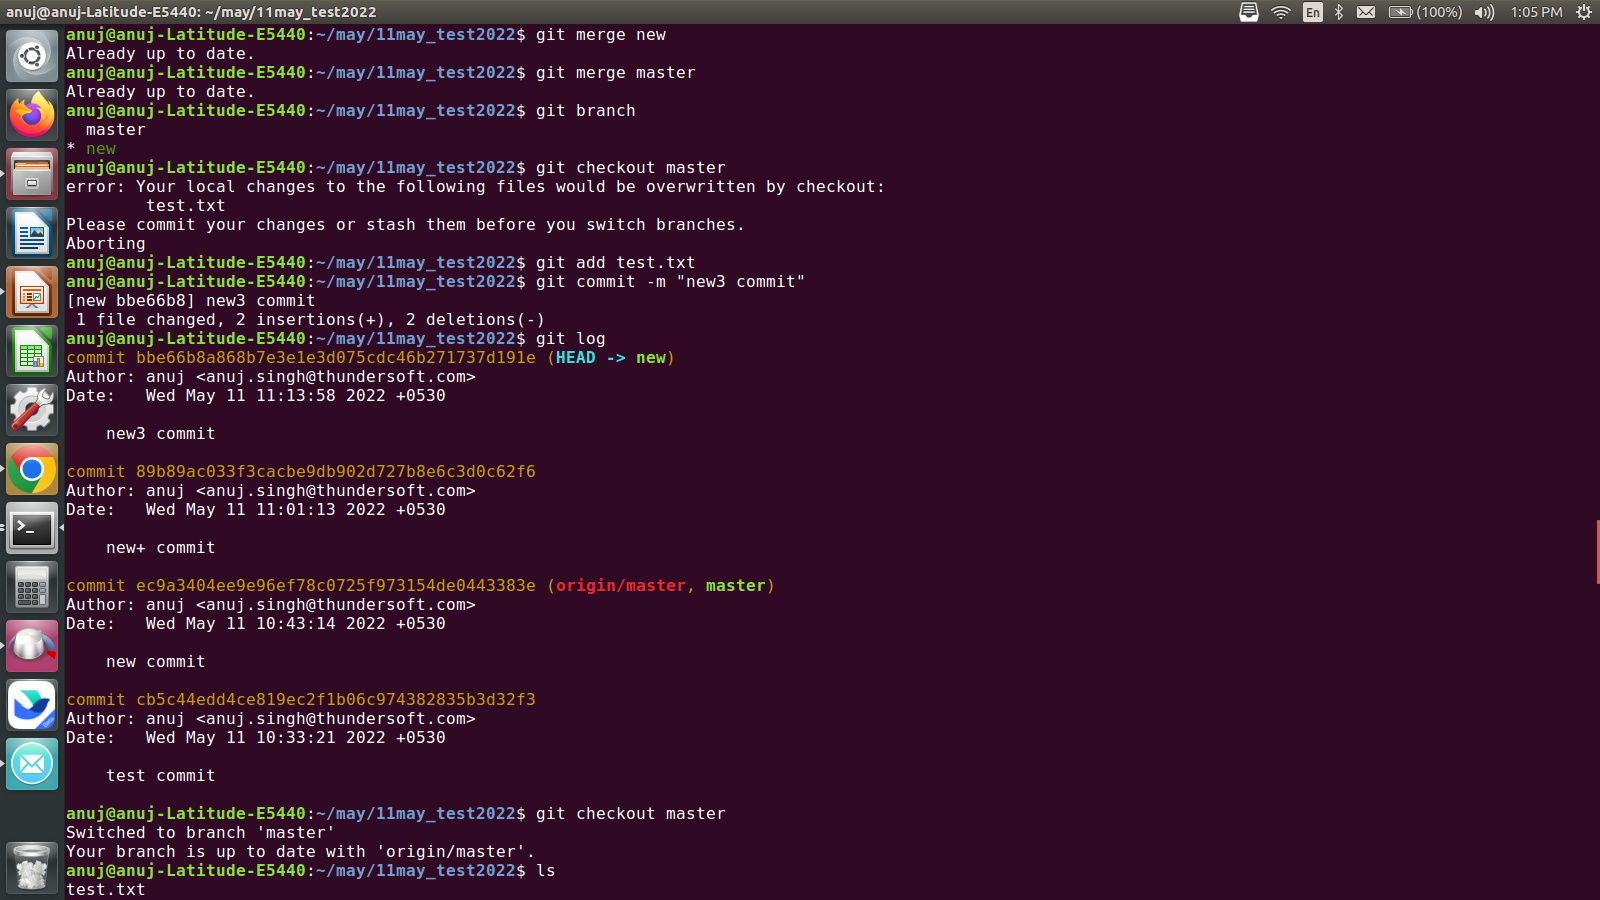 anuj@anuj-Latitude-E5440: ~/may/11may_test2022
En
(100%)
1:05 PM
anuj@anuj-Latitude-E5440:~/may/11may_test2022$ git merge new
Already up to date.
anuj@anuj-Latitude-E5440:~/may/11may_test2022$ git merge master
Already up to date.
anuj@anuj-Latitude-E5440:~/may/11may_test2022$ git branch
  master
* new
anuj@anuj-Latitude-E5440:~/may/11may_test2022$ git checkout master
error: Your local changes to the following files would be overwritten by checkout:
        test.txt
Please commit your changes or stash them before you switch branches.
Aborting
anuj@anuj-Latitude-E5440:~/may/11may_test2022$ git add test.txt
anuj@anuj-Latitude-E5440:~/may/11may_test2022$ git commit -m "new3 commit"
[new bbe66b8] new3 commit
 1 file changed, 2 insertions(+), 2 deletions(-)
anuj@anuj-Latitude-E5440:~/may/11may_test2022$ git log
commit bbe66b8a868b7e3e1e3d075cdc46b271737d191e (HEAD -> new)
Author: anuj <anuj.singh@thundersoft.com>
Date:   Wed May 11 11:13:58 2022 +0530
    new3 commit
commit 89b89ac033f3cacbe9db902d727b8e6c3d0c62f6
Author: anuj <anuj.singh@thundersoft.com>
Date:   Wed May 11 11:01:13 2022 +0530
    new+ commit
commit ec9a3404ee9e96ef78c0725f973154de0443383e (origin/master, master)
Author: anuj <anuj.singh@thundersoft.com>
Date:   Wed May 11 10:43:14 2022 +0530
    new commit
commit cb5c44edd4ce819ec2f1b06c974382835b3d32f3
Author: anuj <anuj.singh@thundersoft.com>
Date:   Wed May 11 10:33:21 2022 +0530
    test commit
anuj@anuj-Latitude-E5440:~/may/11may_test2022$ git checkout master
Switched to branch 'master'
Your branch is up to date with 'origin/master'.
anuj@anuj-Latitude-E5440:~/may/11may_test2022$ ls
test.txt